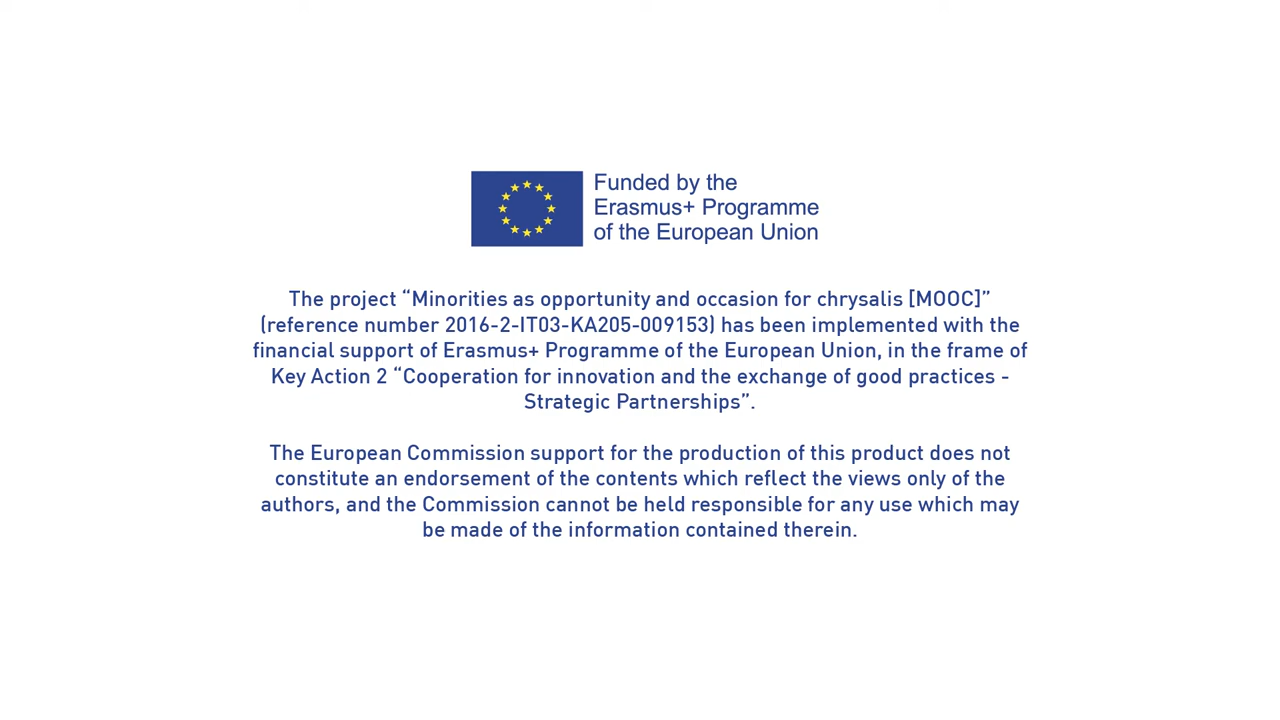 Funded by the
Erasmus+ Programme
of the European Union
The project “Minorities as opportunity and occasion for chrysalis [MOOC]”
(reference number 2016-2-IT03-KA205-009153) has been implemented with the
financial support of Erasmus+ Programme of the European Union, in the frame of
Key Action 2 “Cooperation for innovation and the exchange of good practices -
Strategic Partnerships”.
The European Commission support for the production of this product does not
constitute an endorsement of the contents which reflect the views only of the
authors, and the Commission cannot be held responsible for any use which may
be made of the information contained therein.